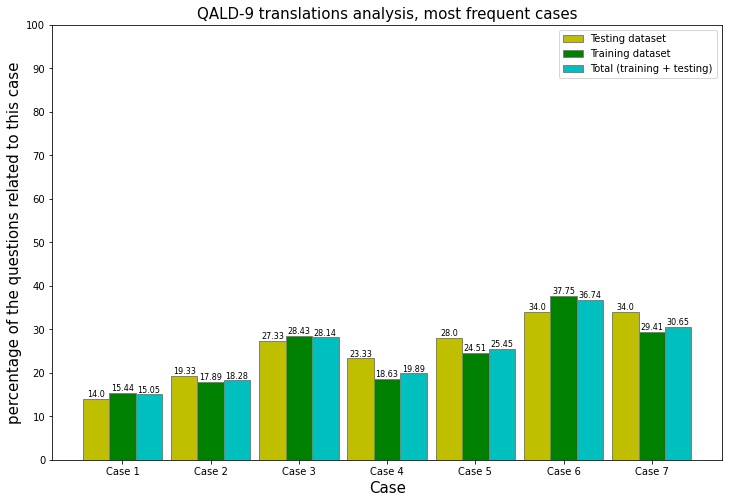 QALD-9 translations analysis, most frequent cases
percentage of the questions related to this case
100
90
80
70
60
50
40
30
20
10
0
Testing dataset
Training dataset
Total (training + testing)
14.0
15.44
15.05
19.33
17.89
18.28
27.33
28.43
28.14
23.33
18.63
19.89
28.0
24.51
25.45
34.0
37.75
36.74
34.0
29.41
30.65
Case 1
Case 2
Case 3
Case 4
Case 5
Case 6
Case 7
Case